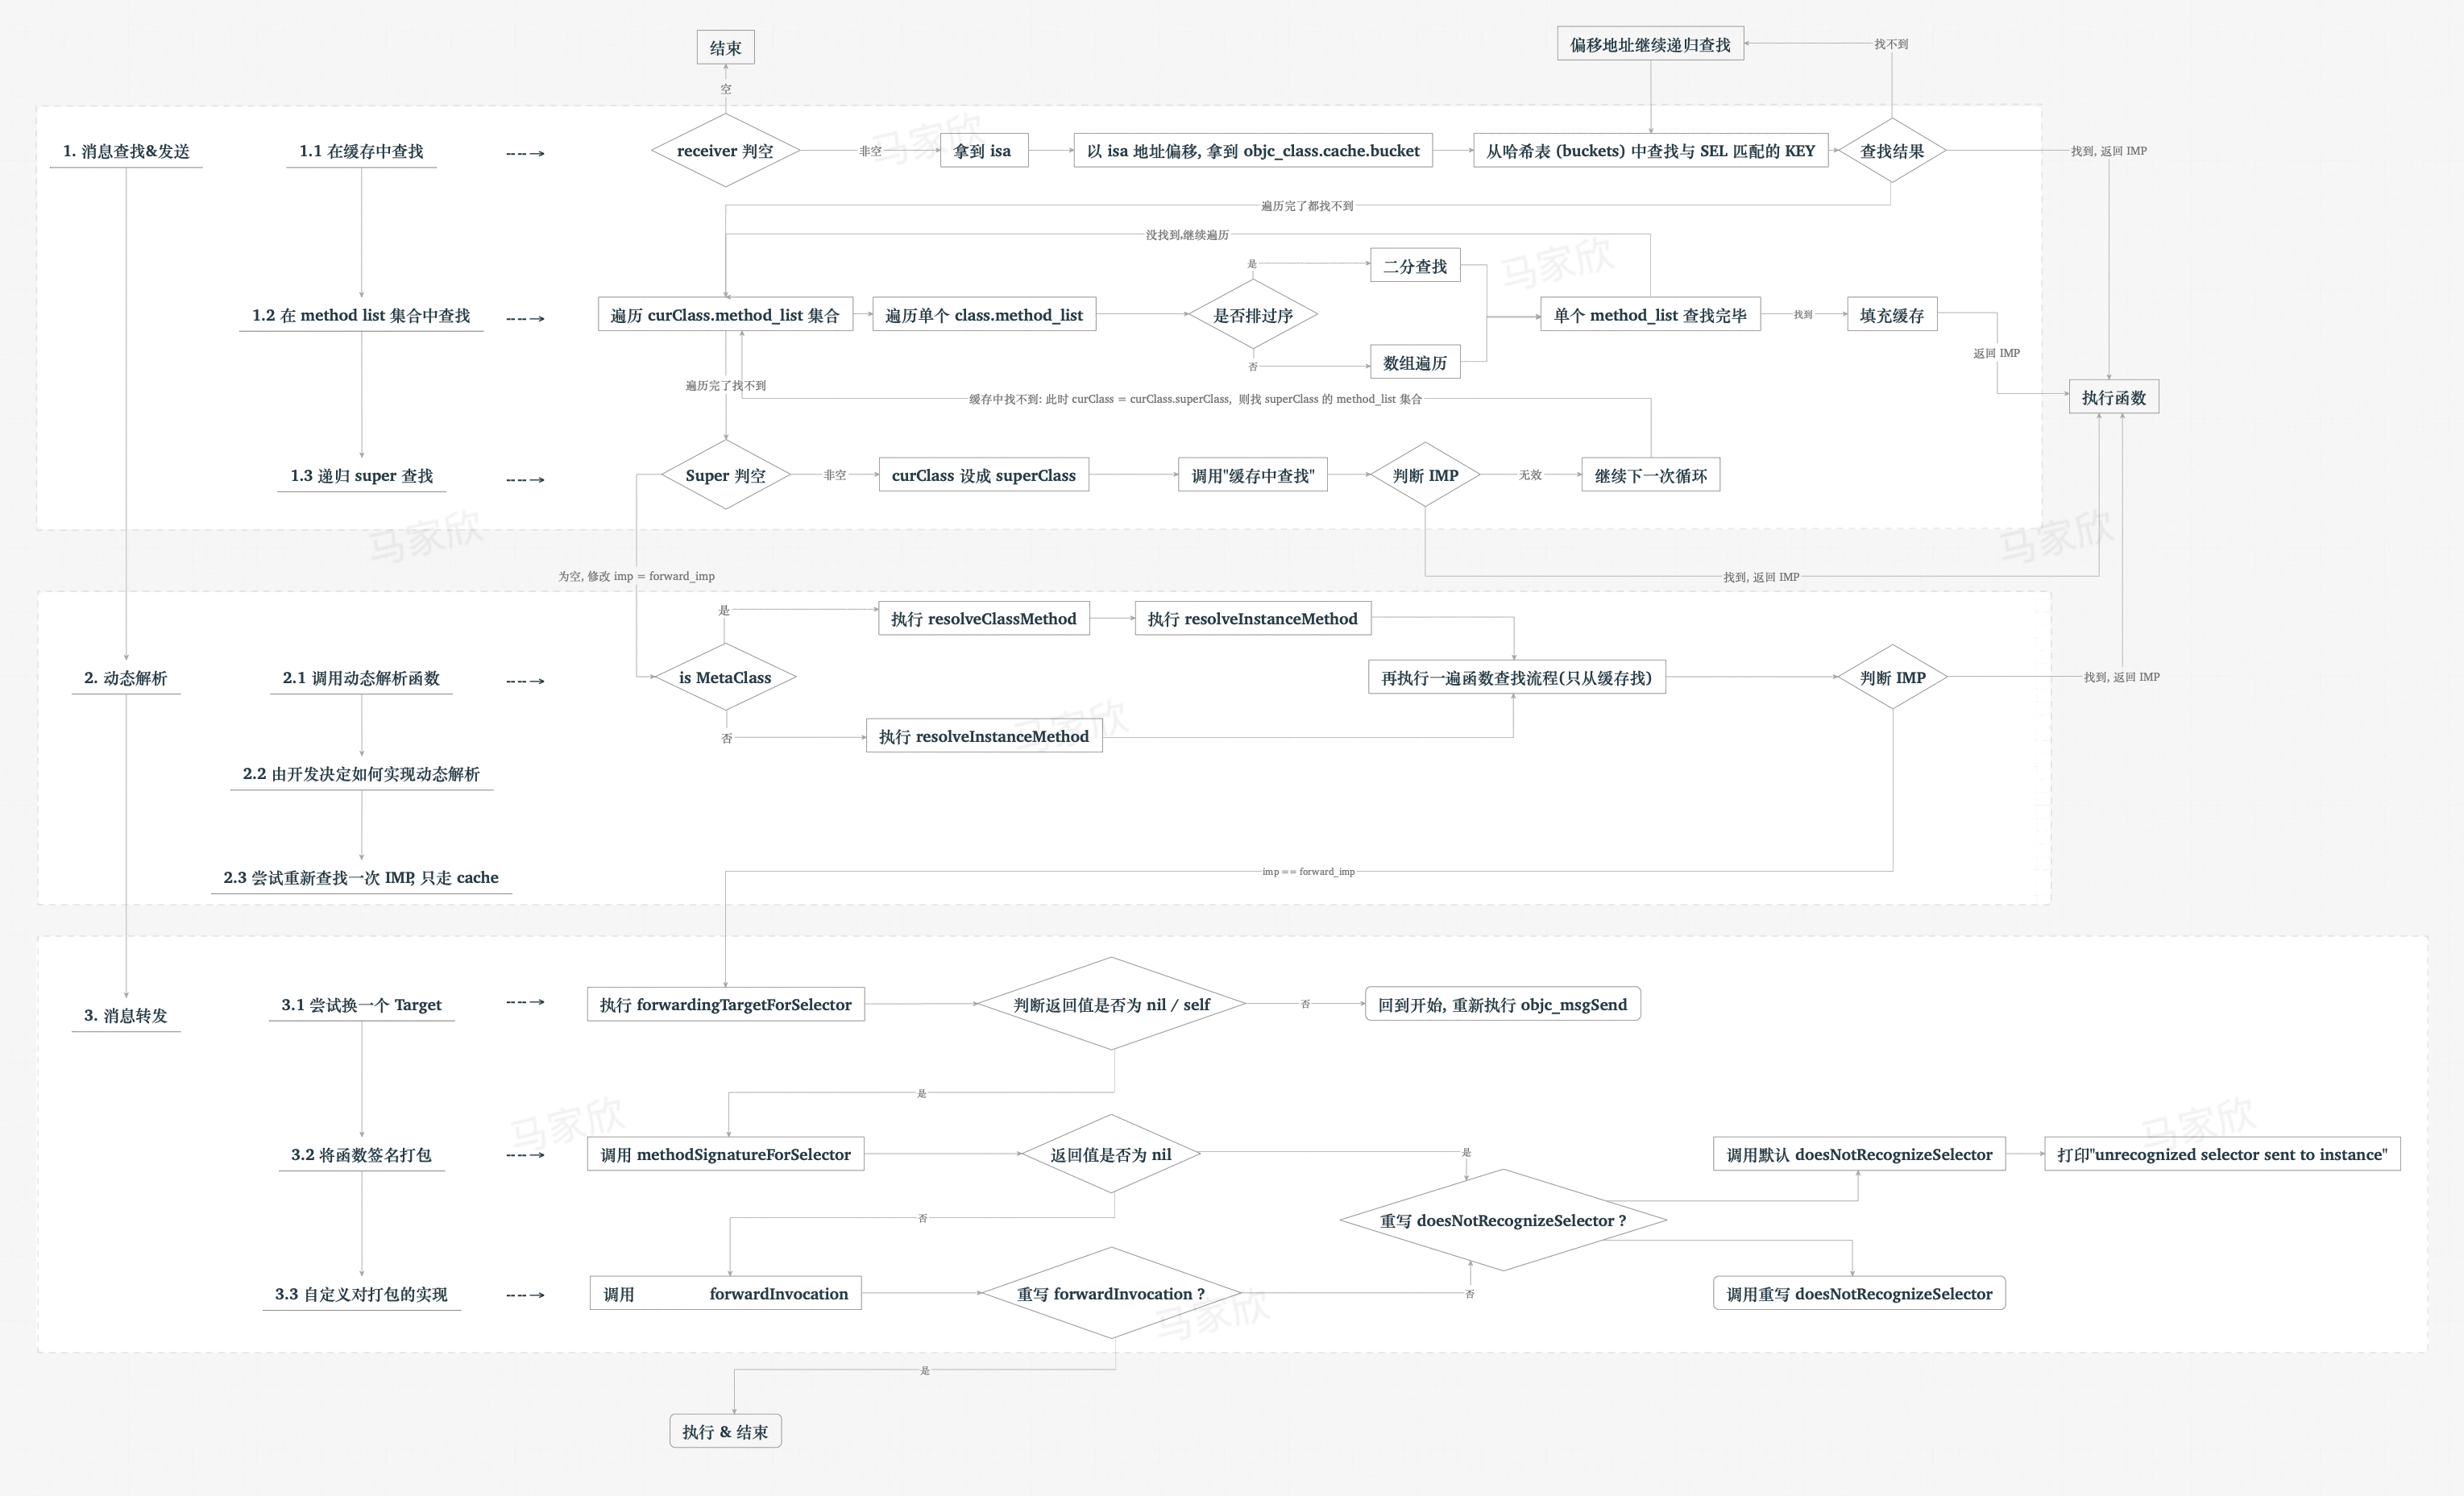 结束
偏移地址继续递归查找
找不到
空
1. 消息查找&发送
1.1 在缓存中查找
---->
receiver 判空
非空
拿到 isa
以 isa 地址偏移, 拿到 objc_class.cache.bucket
从哈希表 (buckets) 中查找与 SEL 匹配的 KEY
查找结果
找到, 返回 IMP
遍历完了都找不到
没找到,继续遍历
是
二分查找
1.2 在 method list 集合中查找
---->
遍历 curClass.method_list 集合
遍历单个 class.method_list
是否排过序
单个 method_list 查找完毕
找到
填充缓存
返回 IMP
否
数组遍历
遍历完了找不到
缓存中找不到: 此时 curClass = curClass.superClass, 则找 superClass 的 method_list 集合
执行函数
1.3 递归 super 查找
---->
Super 判空
非空
curClass 设成 superClass
调用"缓存中查找"
判断 IMP
无效
继续下一次循环
为空, 修改 imp = forward_imp
找到, 返回 IMP
是
执行 resolveClassMethod
执行 resolveInstanceMethod
2. 动态解析
2.1 调用动态解析函数
---->
is MetaClass
再执行一遍函数查找流程(只从缓存找)
判断 IMP
找到, 返回 IMP
否
执行 resolveInstanceMethod
2.2 由开发决定如何实现动态解析
2.3 尝试重新查找一次 IMP, 只走 cache
imp == forward_imp
3. 消息转发
3.1 尝试换一个 Target
---->
执行 forwardingTargetForSelector
判断返回值是否为 nil / self
否
回到开始, 重新执行 objc_msgSend
是
3.2 将函数签名打包
---->
调用 methodSignatureForSelector
返回值是否为 nil
是
调用默认 doesNotRecognizeSelector
打印"unrecognized selector sent to instance"
否
重写 doesNotRecognizeSelector ?
3.3 自定义对打包的实现
---->
调用 forwardInvocation
重写 forwardInvocation ?
否
调用重写 doesNotRecognizeSelector
是
执行 & 结束
马家欣
马家欣
马家欣
马家欣
马家欣
马家欣
马家欣
马家欣